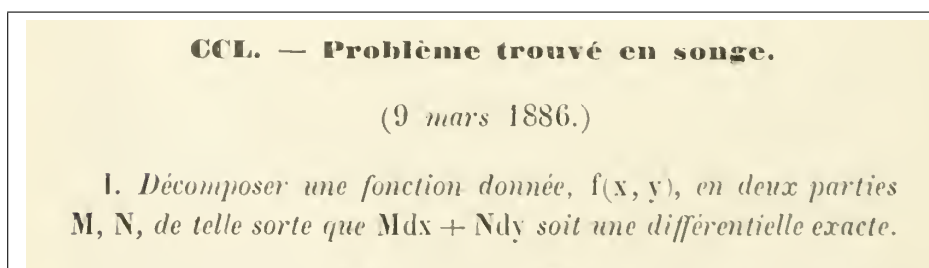 CCL. — Problème trouvé en songe.
(9 mars 1886.)
I. Décomposer une fonction donnée, f(x, y), en deux parties
M, N, de telle sorte que Mdx + Ndy soit une différentielle exacte.